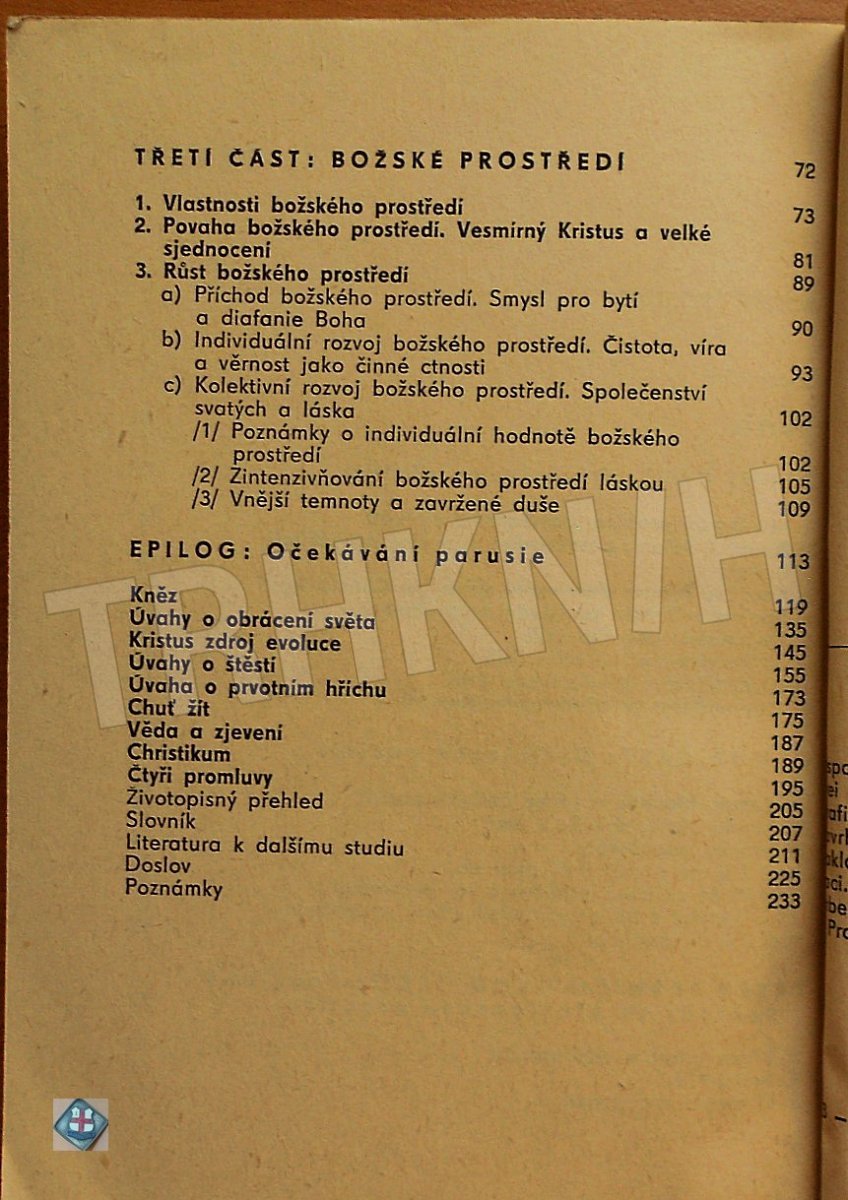 TŘETÍ ČÁST: BOŽSKÉ PROSTŘEDÍ 72
1. Vlastnosti božského prostředí 73
2. Povaha božského prostředí. Vesmírný Kristus a velké
sjednocení 81
3. Růst božského prostředí 89
a) Příchod božského prostředí. Smysl pro bytí
a diafanie Boha 90
b) Individuální rozvoj božského prostředí. Čistota, víra
a věrnost jako činné ctnosti 93
c) Kolektivní rozvoj božského prostředí. Společenství
svatých a láska 102
/1/ Poznámky o individuální hodnotě božského
prostředí 102
/2/ Zintenzivňování božského prostředí láskou 105
/3/ Vnější temnoty a zavržené duše 109
EPILOG: Očekávání parusie 113
Kněz 119
Úvahy o obrácení světa 135
Kristus zdroj evoluce 145
Úvahy o štěstí 155
Úvaha o prvotním hříchu 173
Chuť žít 175
Věda a zjevení 187
Christikum 189
Čtyři promluvy 195
Životopisný přehled 205
Slovník 207
Literatura k dalšímu studiu 211
Doslov 225
Poznámky 233
TRHKNIH